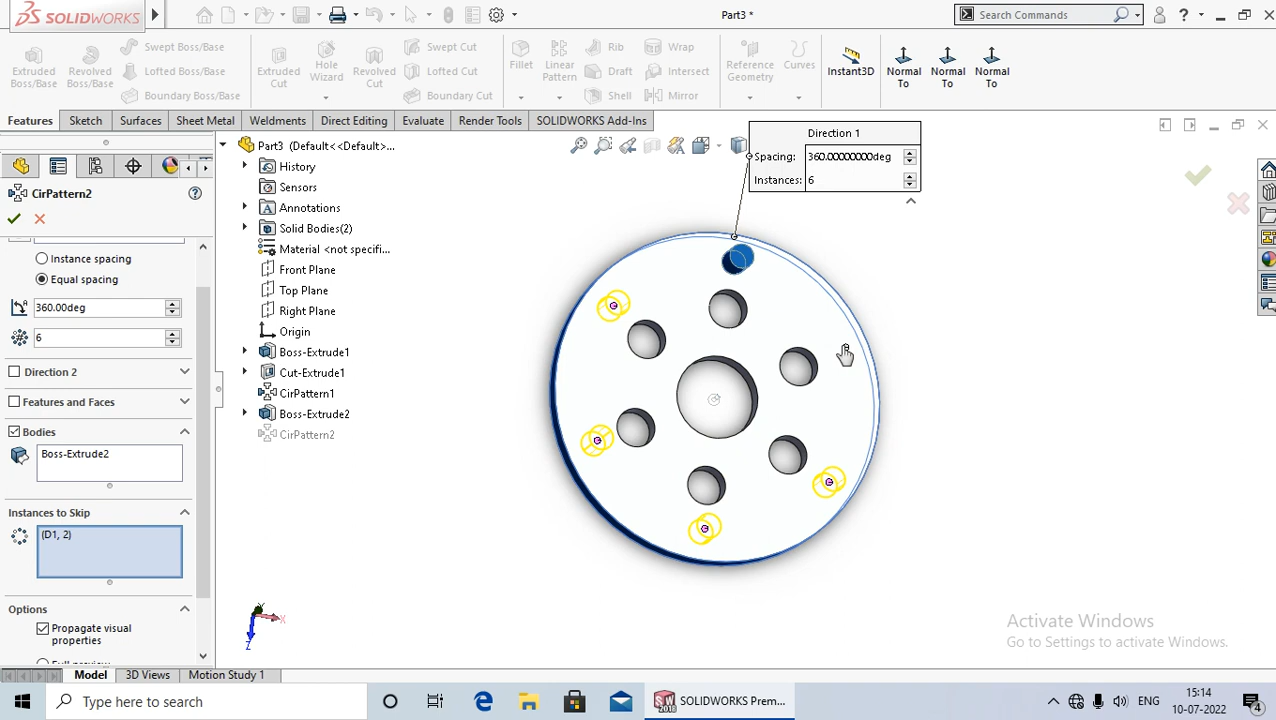 SOLIDWORKS
Part3 *
Search Commands
Extruded Boss/Base
Revolved Boss/Base
Swept Boss/Base
Lofted Boss/Base
Boundary Boss/Base
Extruded Cut
Hole Wizard
Revolved Cut
Swept Cut
Lofted Cut
Boundary Cut
Fillet
Linear Pattern
Rib
Draft
Shell
Wrap
Intersect
Mirror
Reference Geometry
Curves
Instant3D
Normal To
Normal To
Normal To
Features
Sketch
Surfaces
Sheet Metal
Weldments
Direct Editing
Evaluate
Render Tools
SOLIDWORKS Add-Ins
CirPattern2
Instance spacing
Equal spacing
360.00deg
6
Direction 2
Features and Faces
Bodies
Boss-Extrude2
Instances to Skip
(D1, 2)
Options
Propagate visual
properties
Part3 (Default<<Default>...
History
Sensors
Annotations
Solid Bodies(2)
Material <not specifi...
Front Plane
Top Plane
Right Plane
Origin
Boss-Extrude1
Cut-Extrude1
CirPattern1
Boss-Extrude2
CirPattern2
Direction 1
Spacing: 360.00000000deg
Instances: 6
Y
X
Z
Activate Windows
Go to Settings to activate Windows.
Model
3D Views
Motion Study 1
Type here to search
SOLIDWORKS Prem...
ENG
15:14
10-07-2022
4